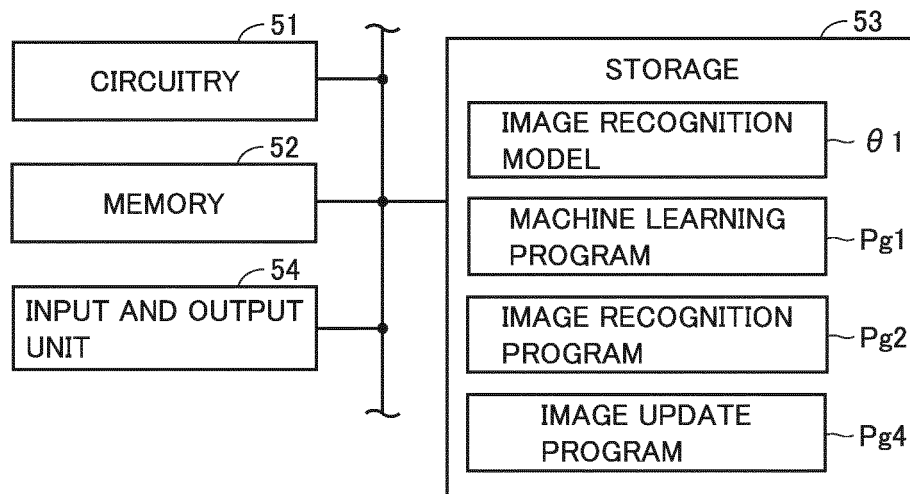 51
CIRCUITRY
52
MEMORY
54
INPUT AND OUTPUT
UNIT
53
STORAGE
IMAGE RECOGNITION
MODEL
θ1
MACHINE LEARNING
PROGRAM
Pg1
IMAGE RECOGNITION
PROGRAM
Pg2
IMAGE UPDATE
PROGRAM
Pg4